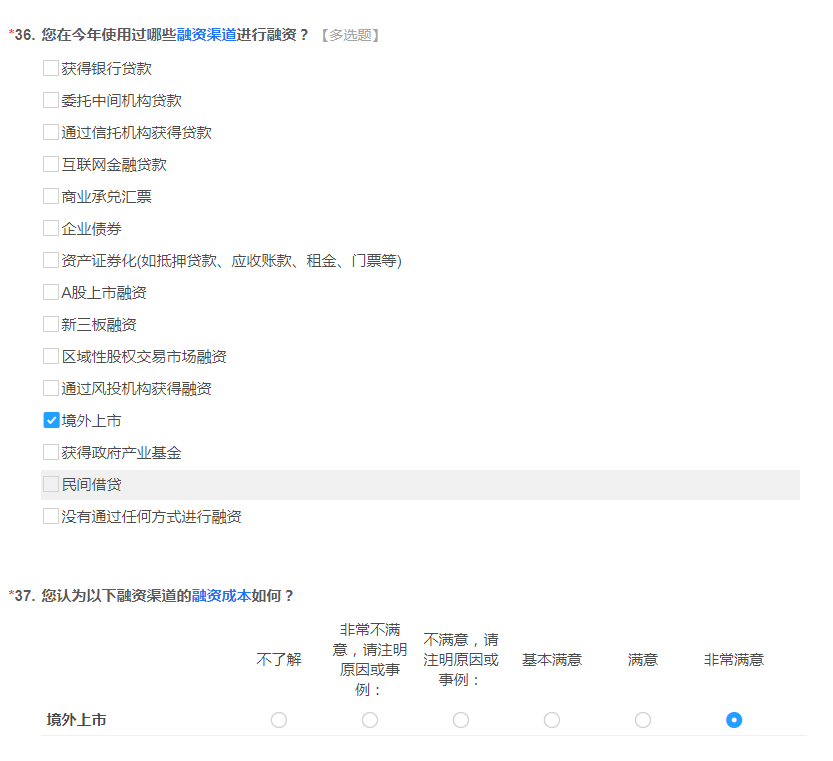 *36. 您在今年使用过哪些融资渠道进行融资？【多选题】
获得银行贷款
委托中间机构贷款
通过信托机构获得贷款
互联网金融贷款
商业承兑汇票
企业债券
资产证券化(如抵押贷款、应收账款、租金、门票等)
A股上市融资
新三板融资
区域性股权交易市场融资
通过风投机构获得融资
境外上市
获得政府产业基金
民间借贷
没有通过任何方式进行融资
*37. 您认为以下融资渠道的融资成本如何？
不了解
非常不满
意，请注明
原因或事
例：
不满意，请
注明原因或
事例：
基本满意
满意
非常满意
境外上市